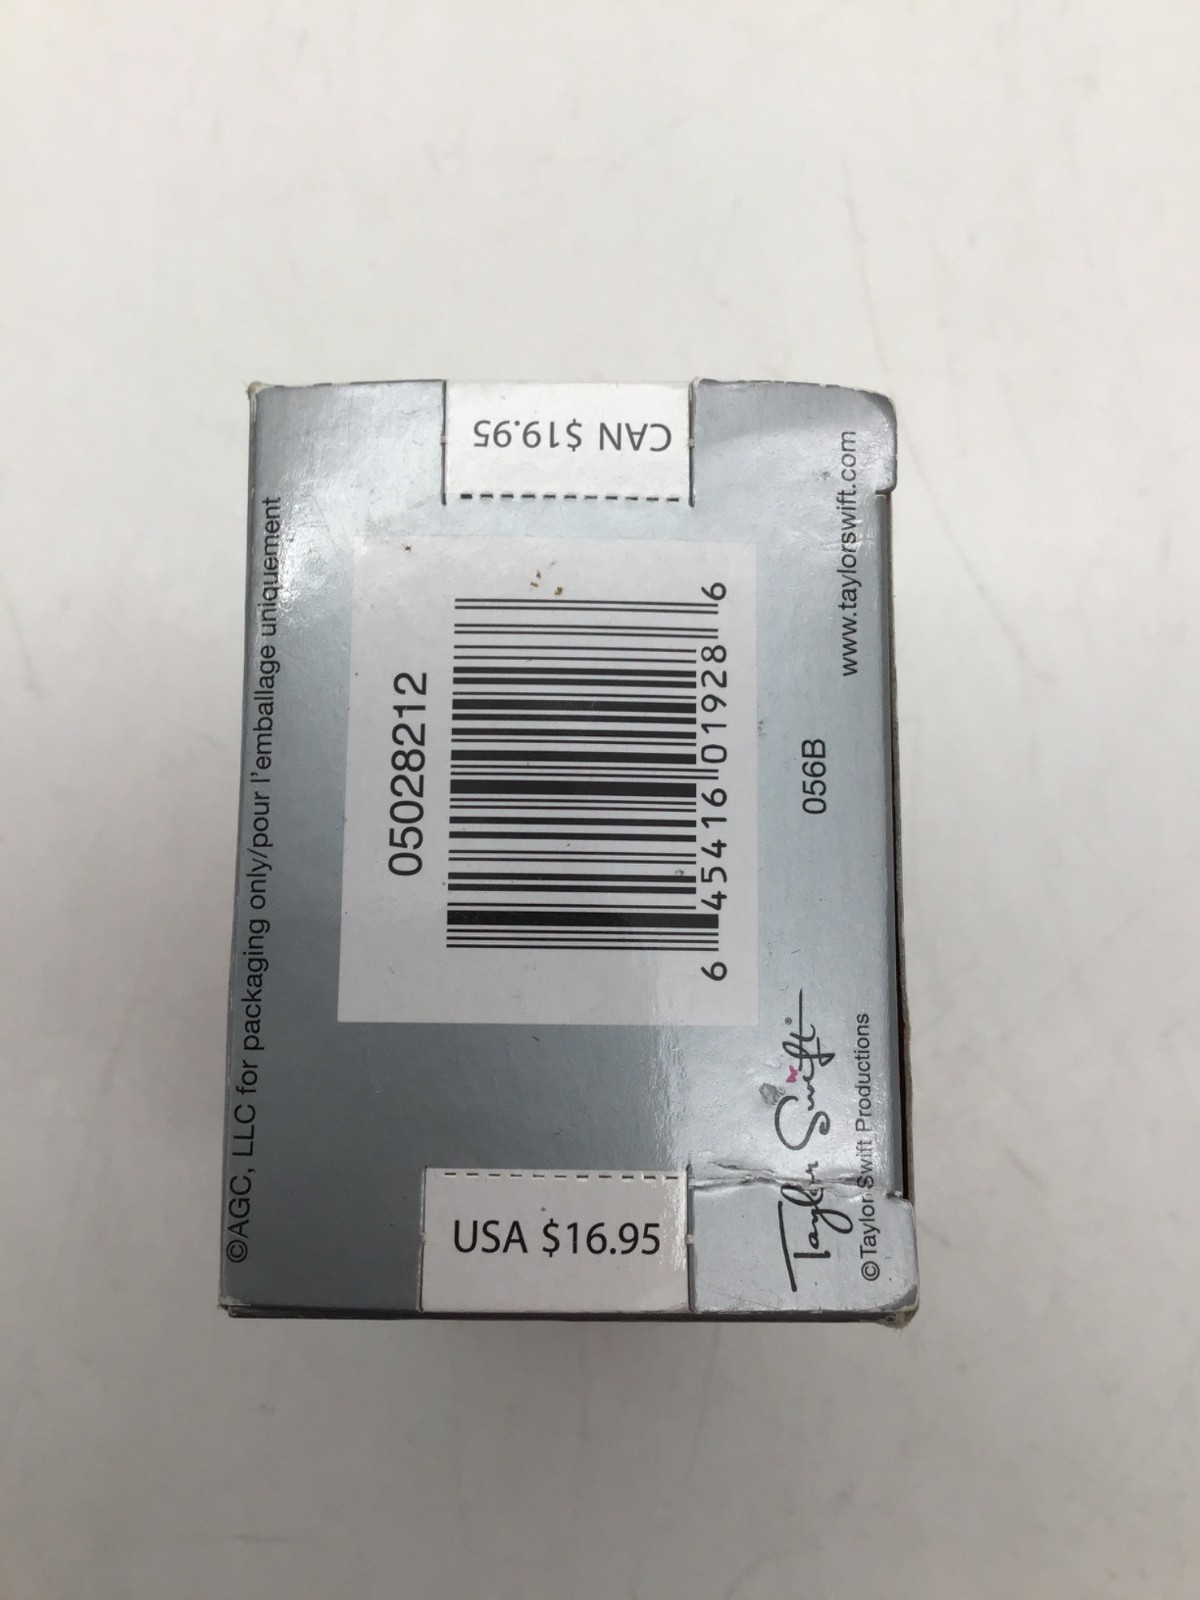 CAN $19.95
©AGC, LLC for packaging only/pour l'emballage uniquement
05028212
6 45416 01928 6
056B
www.taylorswift.com
Taylor Swift®
©Taylor Swift Productions
USA $16.95